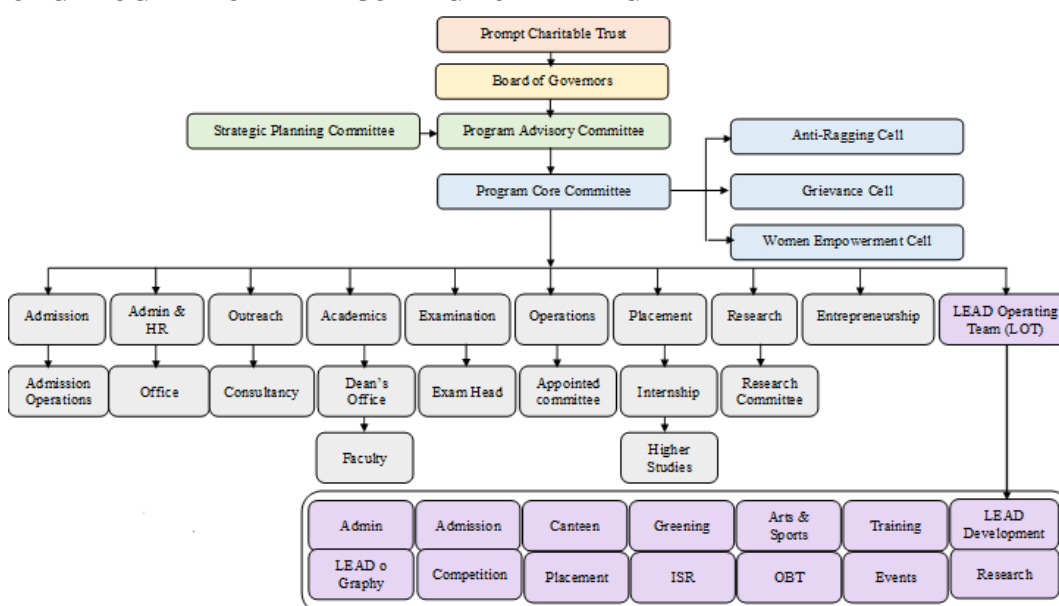 Prompt Charitable Trust
Board of Governors
Strategic Planning Committee
Program Advisory Committee
Anti-Ragging Cell
Program Core Committee
Grievance Cell
Women Empowerment Cell
Admission
Admin &
HR
Outreach
Academics
Examination
Operations
Placement
Research
Entrepreneurship
LEAD Operating
Team (LOT)
Admission
Operations
Office
Consultancy
Dean's
Office
Exam Head
Appointed
committee
Internship
Research
Committee
Faculty
Higher
Studies
Admin
Admission
Canteen
Greening
Arts &
Sports
Training
LEAD
Development
LEAD o
Graphy
Competition
Placement
ISR
OBT
Events
Research